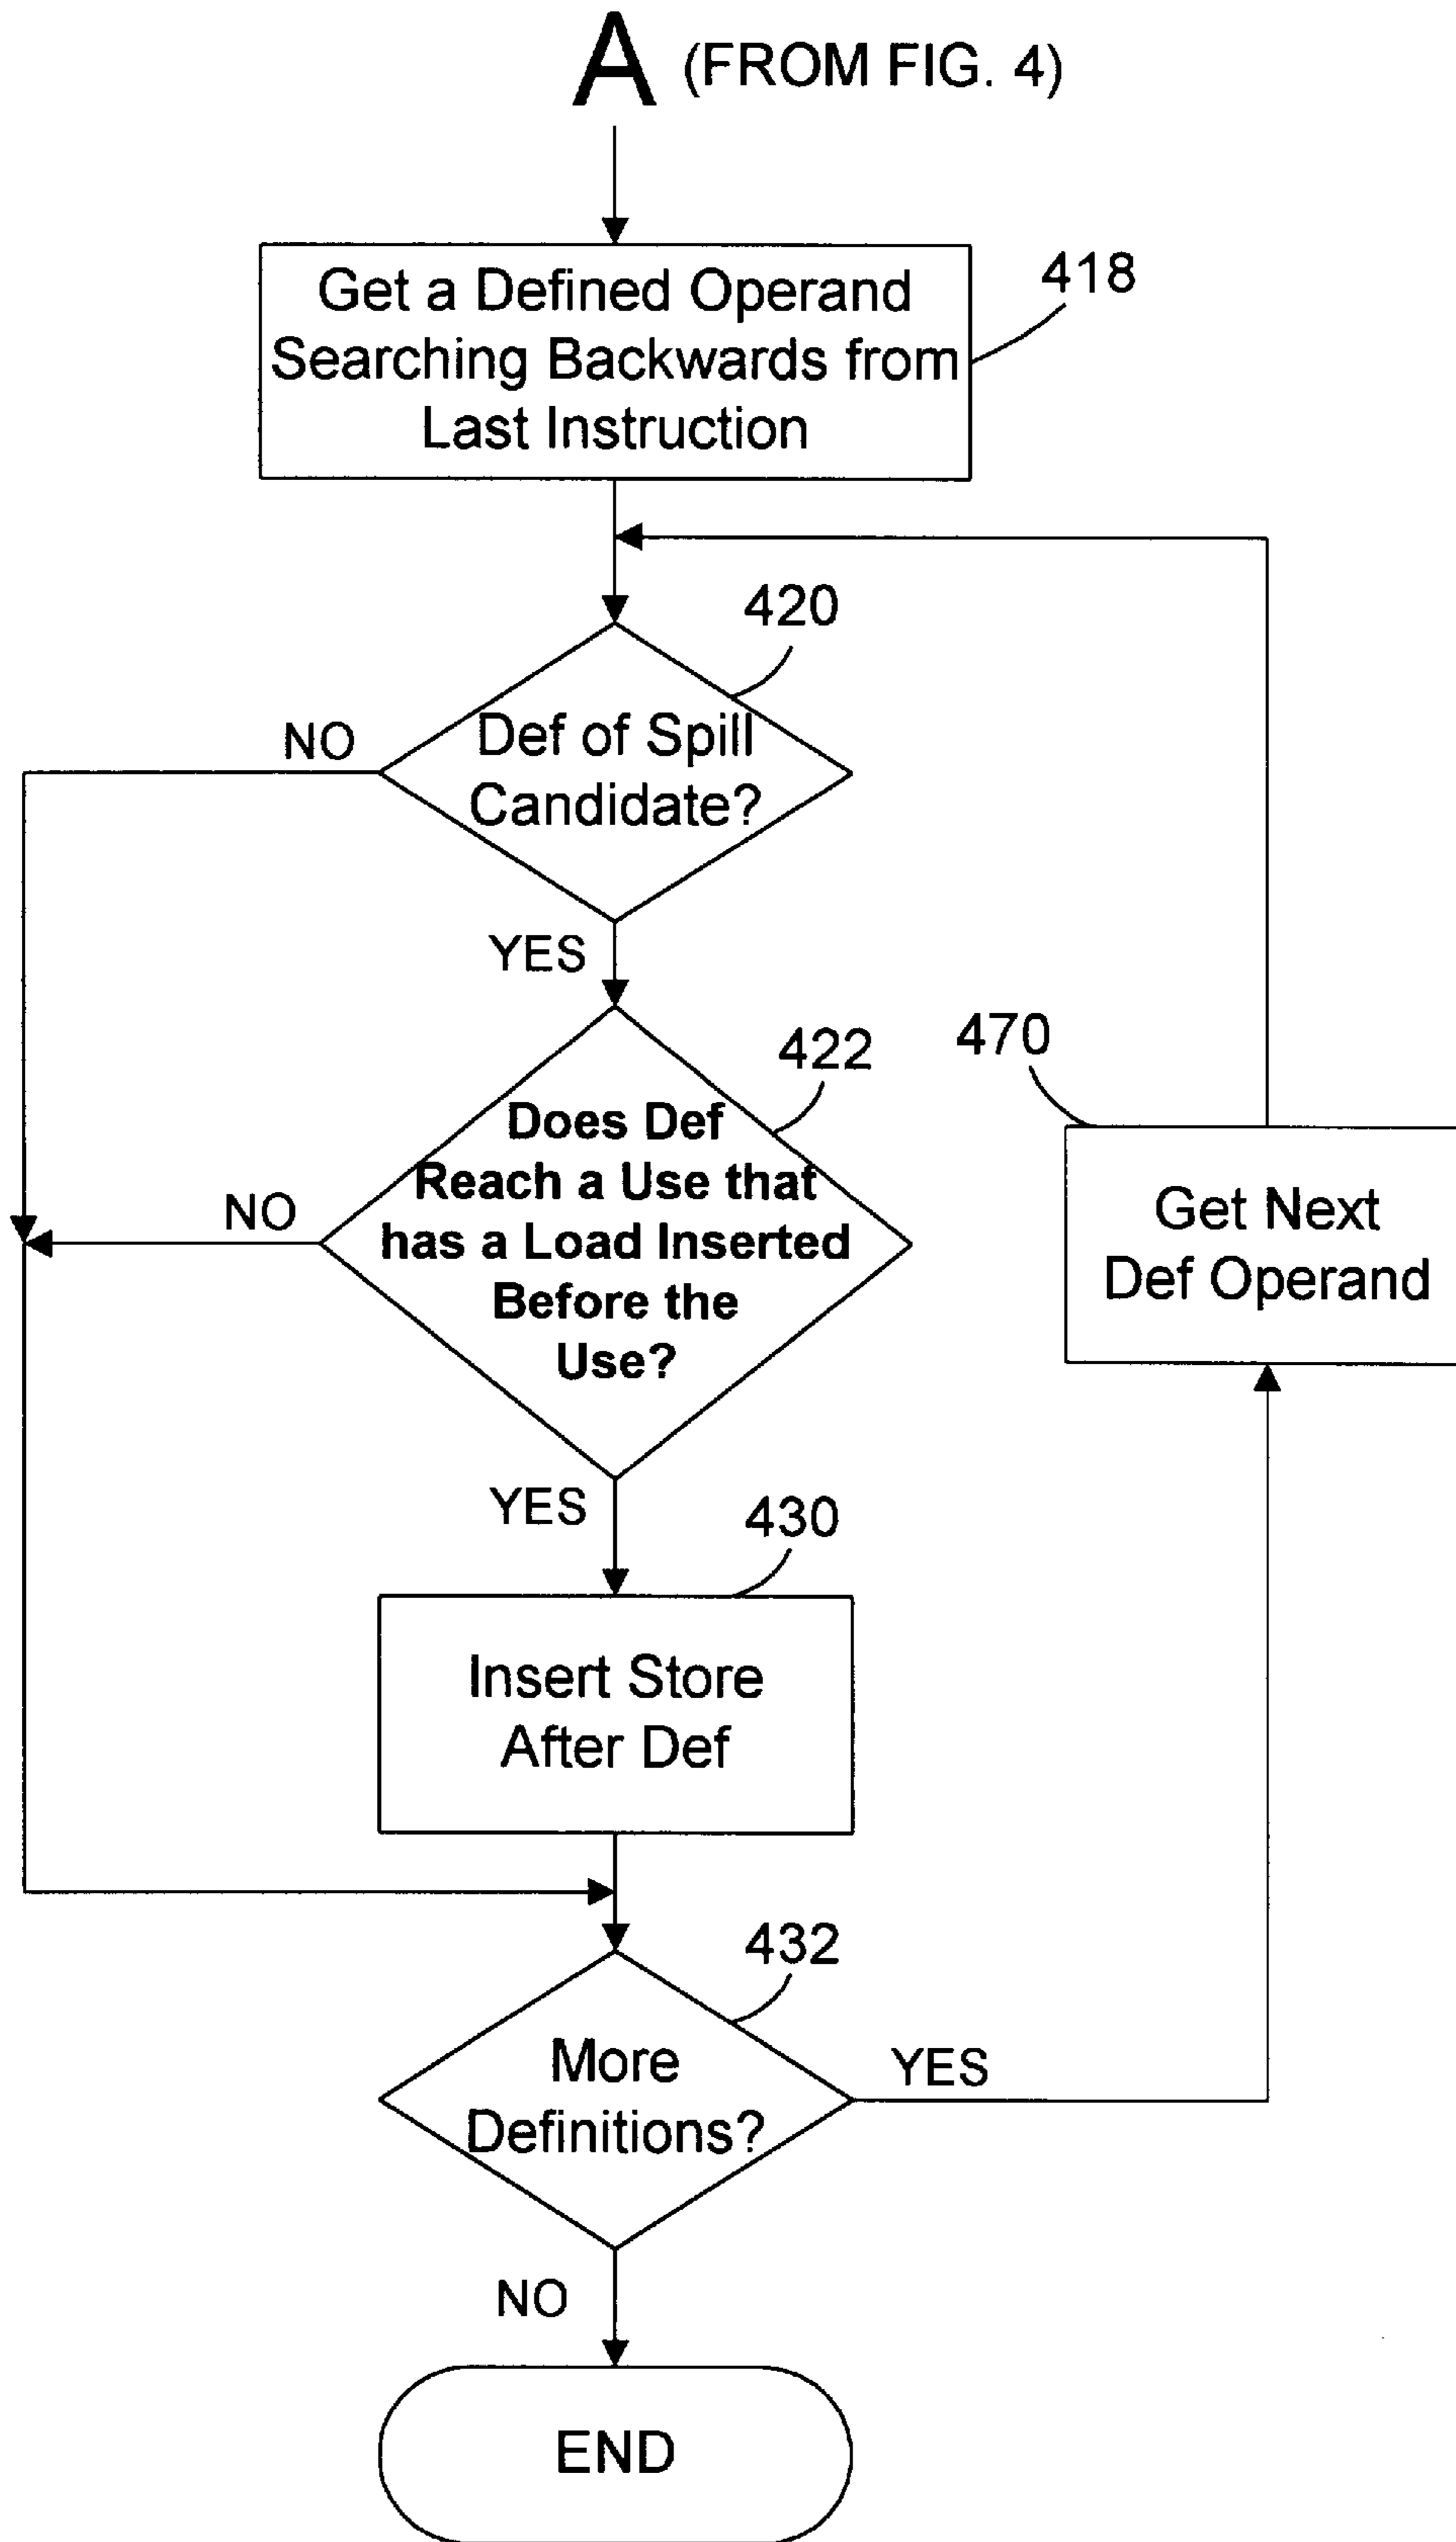 A (FROM FIG. 4)
Get a Defined Operand
Searching Backwards from
Last Instruction
418
420
Def of Spill
Candidate?
NO
YES
422
Does Def
Reach a Use that
has a Load Inserted
Before the
Use?
NO
YES
470
Get Next
Def Operand
430
Insert Store
After Def
432
More
Definitions?
YES
NO
END